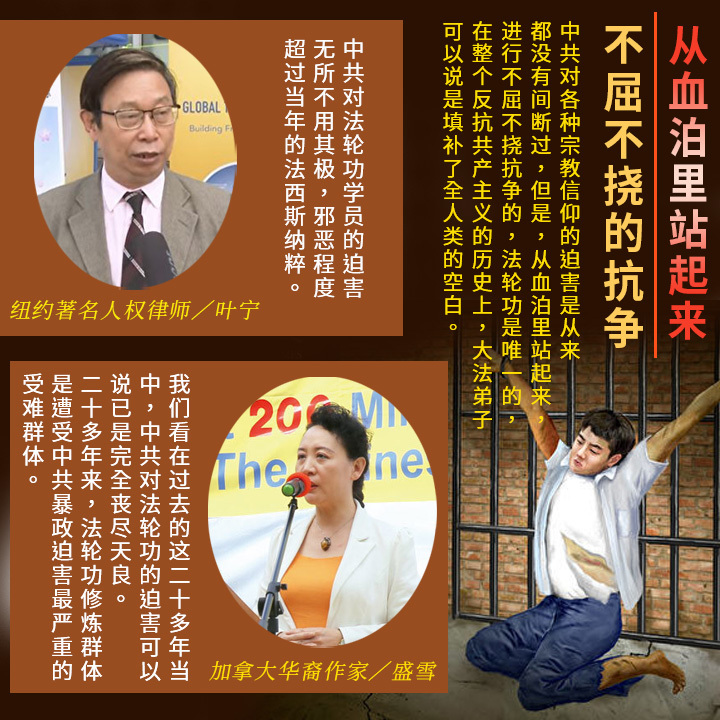 从血泊里站起来
不屈不挠的抗争
中共对各种宗教信仰的迫害是从来
都没有间断过，但是，从血泊里站起来，
进行不屈不挠抗争的，法轮功是唯一的，
在整个反抗共产主义的历史上，大法弟子
可以说是填补了全人类的空白。
中共对法轮功学员的迫害
无所不用其极，邪恶程度
超过当年的法西斯纳粹。
GLOBAL
Building
纽约著名人权律师／叶宁
我们看在过去的这二十多年当
中，中共对法轮功的迫害可以
说已是完全丧尽天良。
二十多年来，法轮功修炼群体
是遭受中共暴政迫害最严重的
受难群体。
200
The
加拿大华裔作家／盛雪